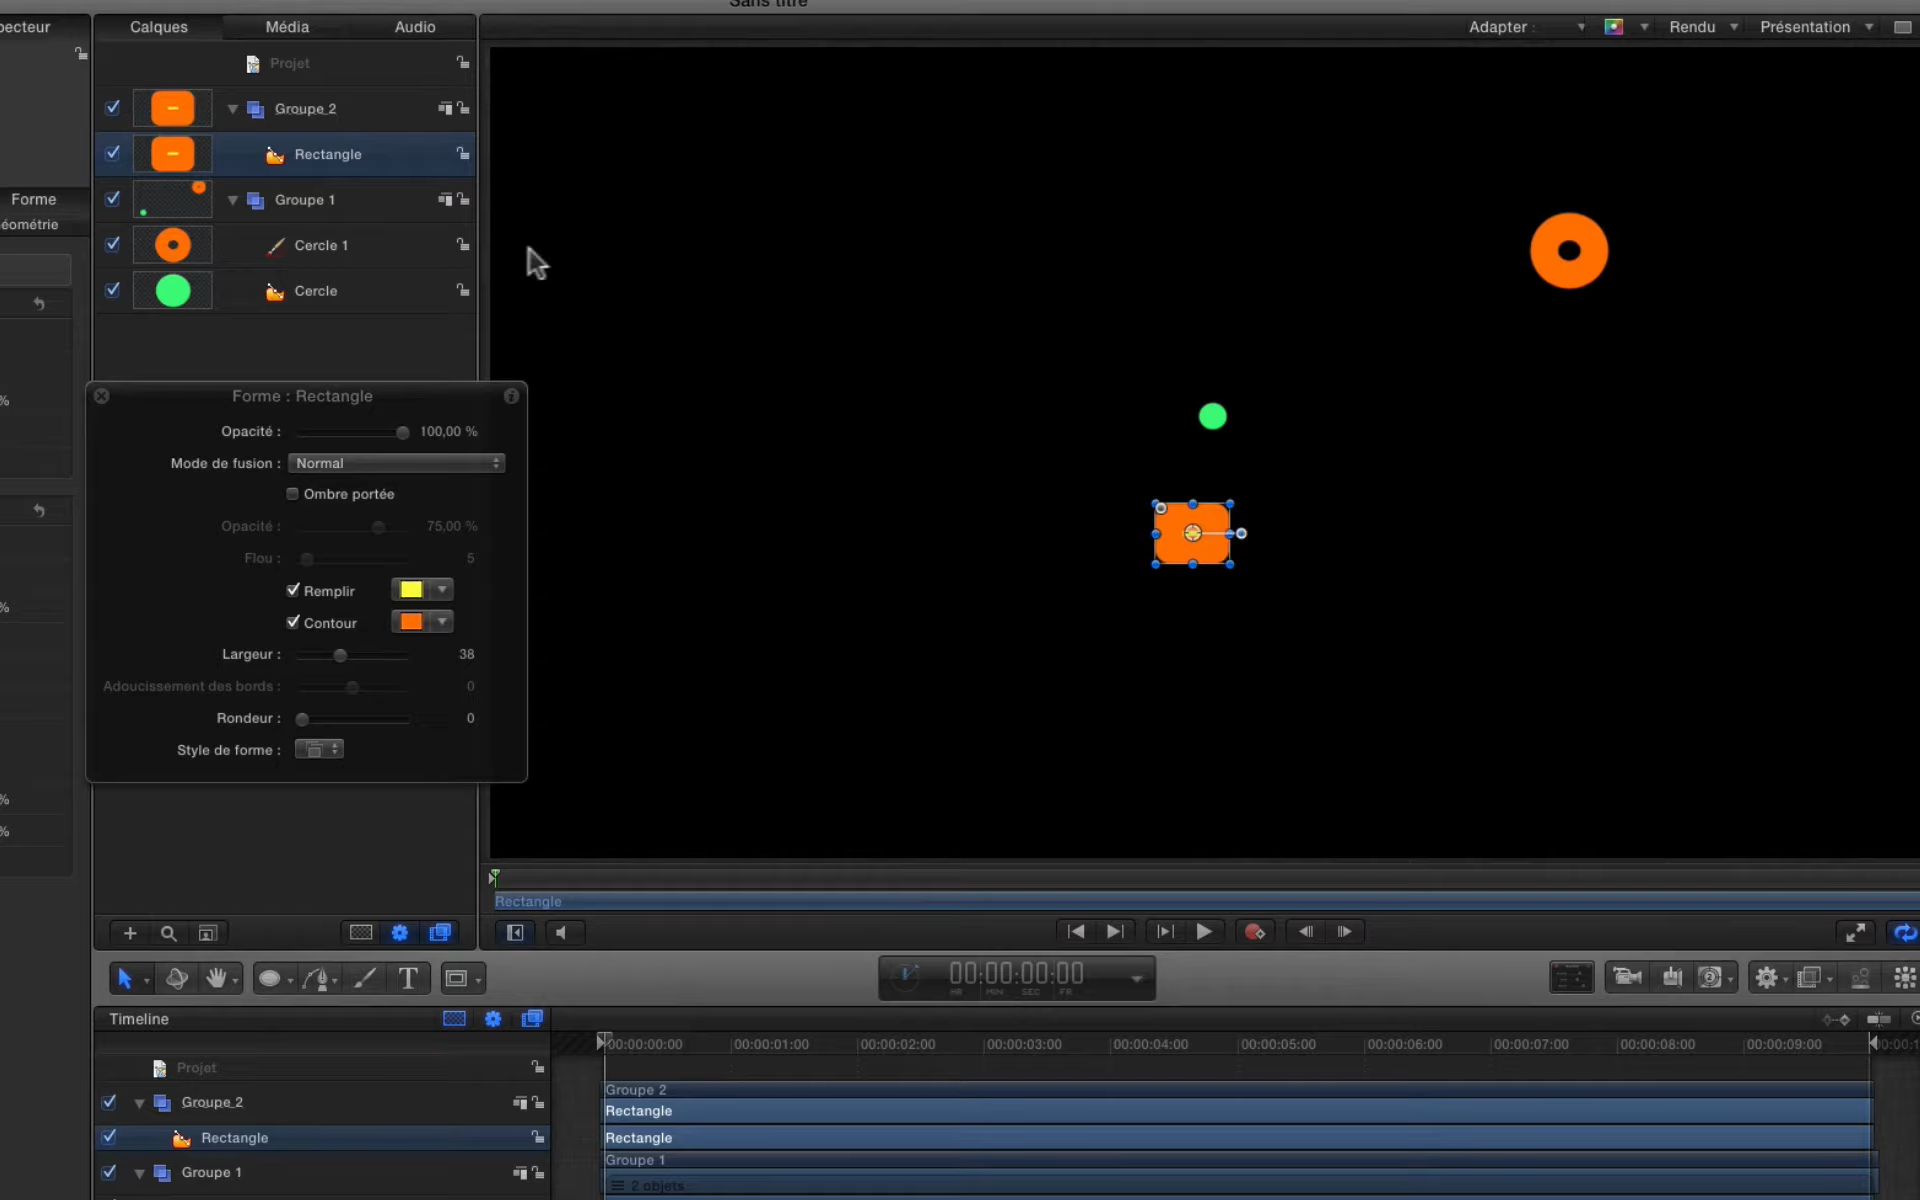 Sans titre
pecteur
Calques
Média
Audio
Adapter :
Rendu
Présentation
Projet
Groupe 2
Rectangle
Groupe 1
Cercle 1
Cercle
Forme
éométrie
%
%
%
%
Forme : Rectangle
Opacité : 100,00 %
Mode de fusion : Normal
Ombre portée
Opacité : 75,00 %
Flou : 5
Remplir
Contour
Largeur : 38
Adoucissement des bords : 0
Rondeur : 0
Style de forme :
Rectangle
T
00:00:00:00
HR MIN SEC FR
Timeline
00:00:00:00 00:00:01:00 00:00:02:00 00:00:03:00 00:00:04:00 00:00:05:00 00:00:06:00 00:00:07:00 00:00:08:00 00:00:09:00
Projet
Groupe 2
Rectangle
Groupe 1
Groupe 2
Rectangle
Rectangle
Groupe 1
2 objets